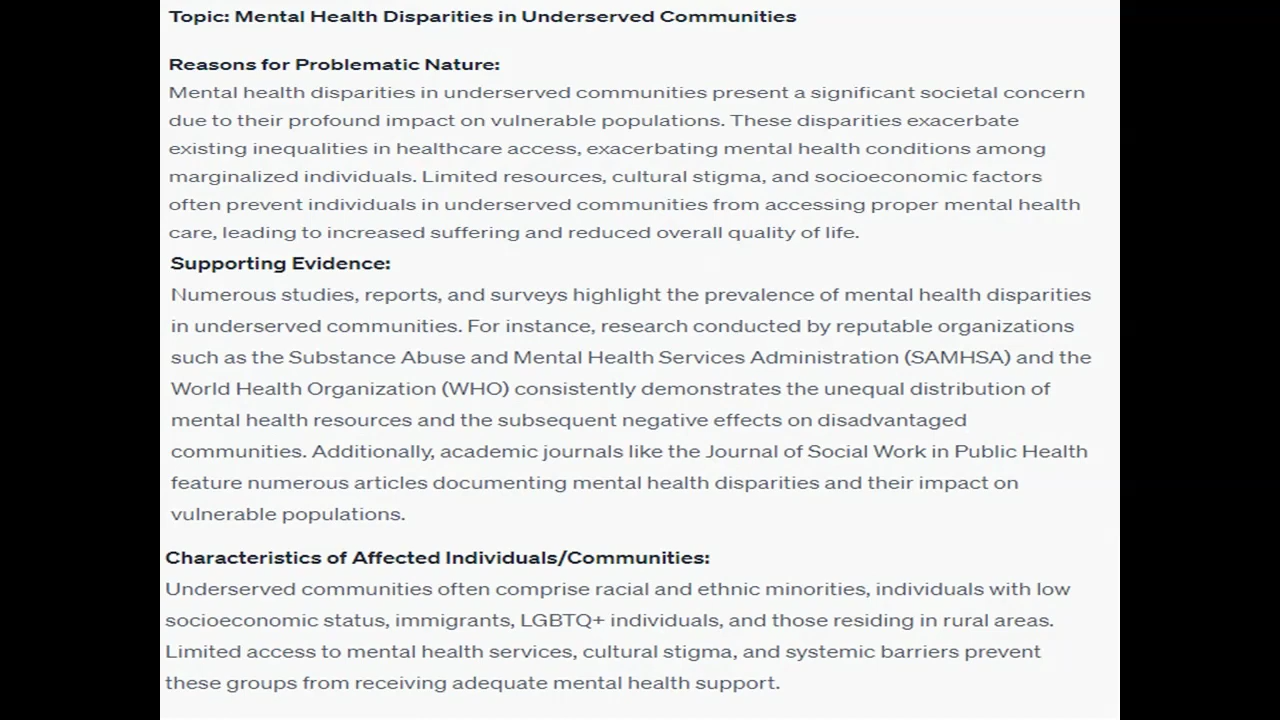 Topic: Mental Health Disparities in Underserved Communities
Reasons for Problematic Nature:
Mental health disparities in underserved communities present a significant societal concern
due to their profound impact on vulnerable populations. These disparities exacerbate
existing inequalities in healthcare access, exacerbating mental health conditions among
marginalized individuals. Limited resources, cultural stigma, and socioeconomic factors
often prevent individuals in underserved communities from accessing proper mental health
care, leading to increased suffering and reduced overall quality of life.
Supporting Evidence:
Numerous studies, reports, and surveys highlight the prevalence of mental health disparities
in underserved communities. For instance, research conducted by reputable organizations
such as the Substance Abuse and Mental Health Services Administration (SAMHSA) and the
World Health Organization (WHO) consistently demonstrates the unequal distribution of
mental health resources and the subsequent negative effects on disadvantaged
communities. Additionally, academic journals like the Journal of Social Work in Public Health
feature numerous articles documenting mental health disparities and their impact on
vulnerable populations.
Characteristics of Affected Individuals/Communities:
Underserved communities often comprise racial and ethnic minorities, individuals with low
socioeconomic status, immigrants, LGBTQ+ individuals, and those residing in rural areas.
Limited access to mental health services, cultural stigma, and systemic barriers prevent
these groups from receiving adequate mental health support.